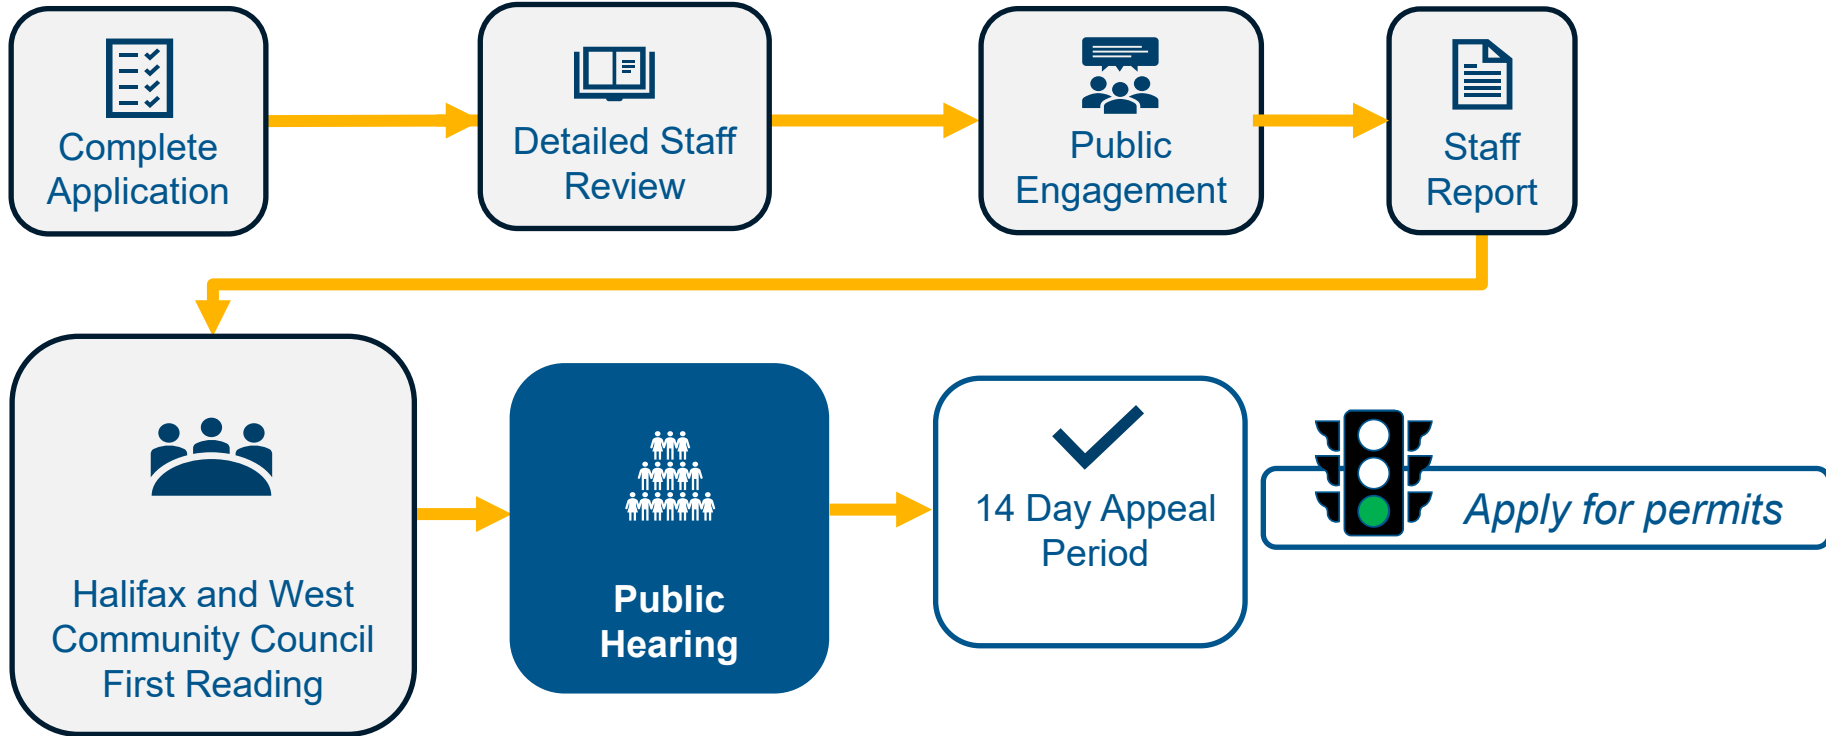 Complete
Application
Detailed Staff
Review
Public
Engagement
Staff
Report
Halifax and West
Community Council
First Reading
Public
Hearing
14 Day Appeal
Period
Apply for permits